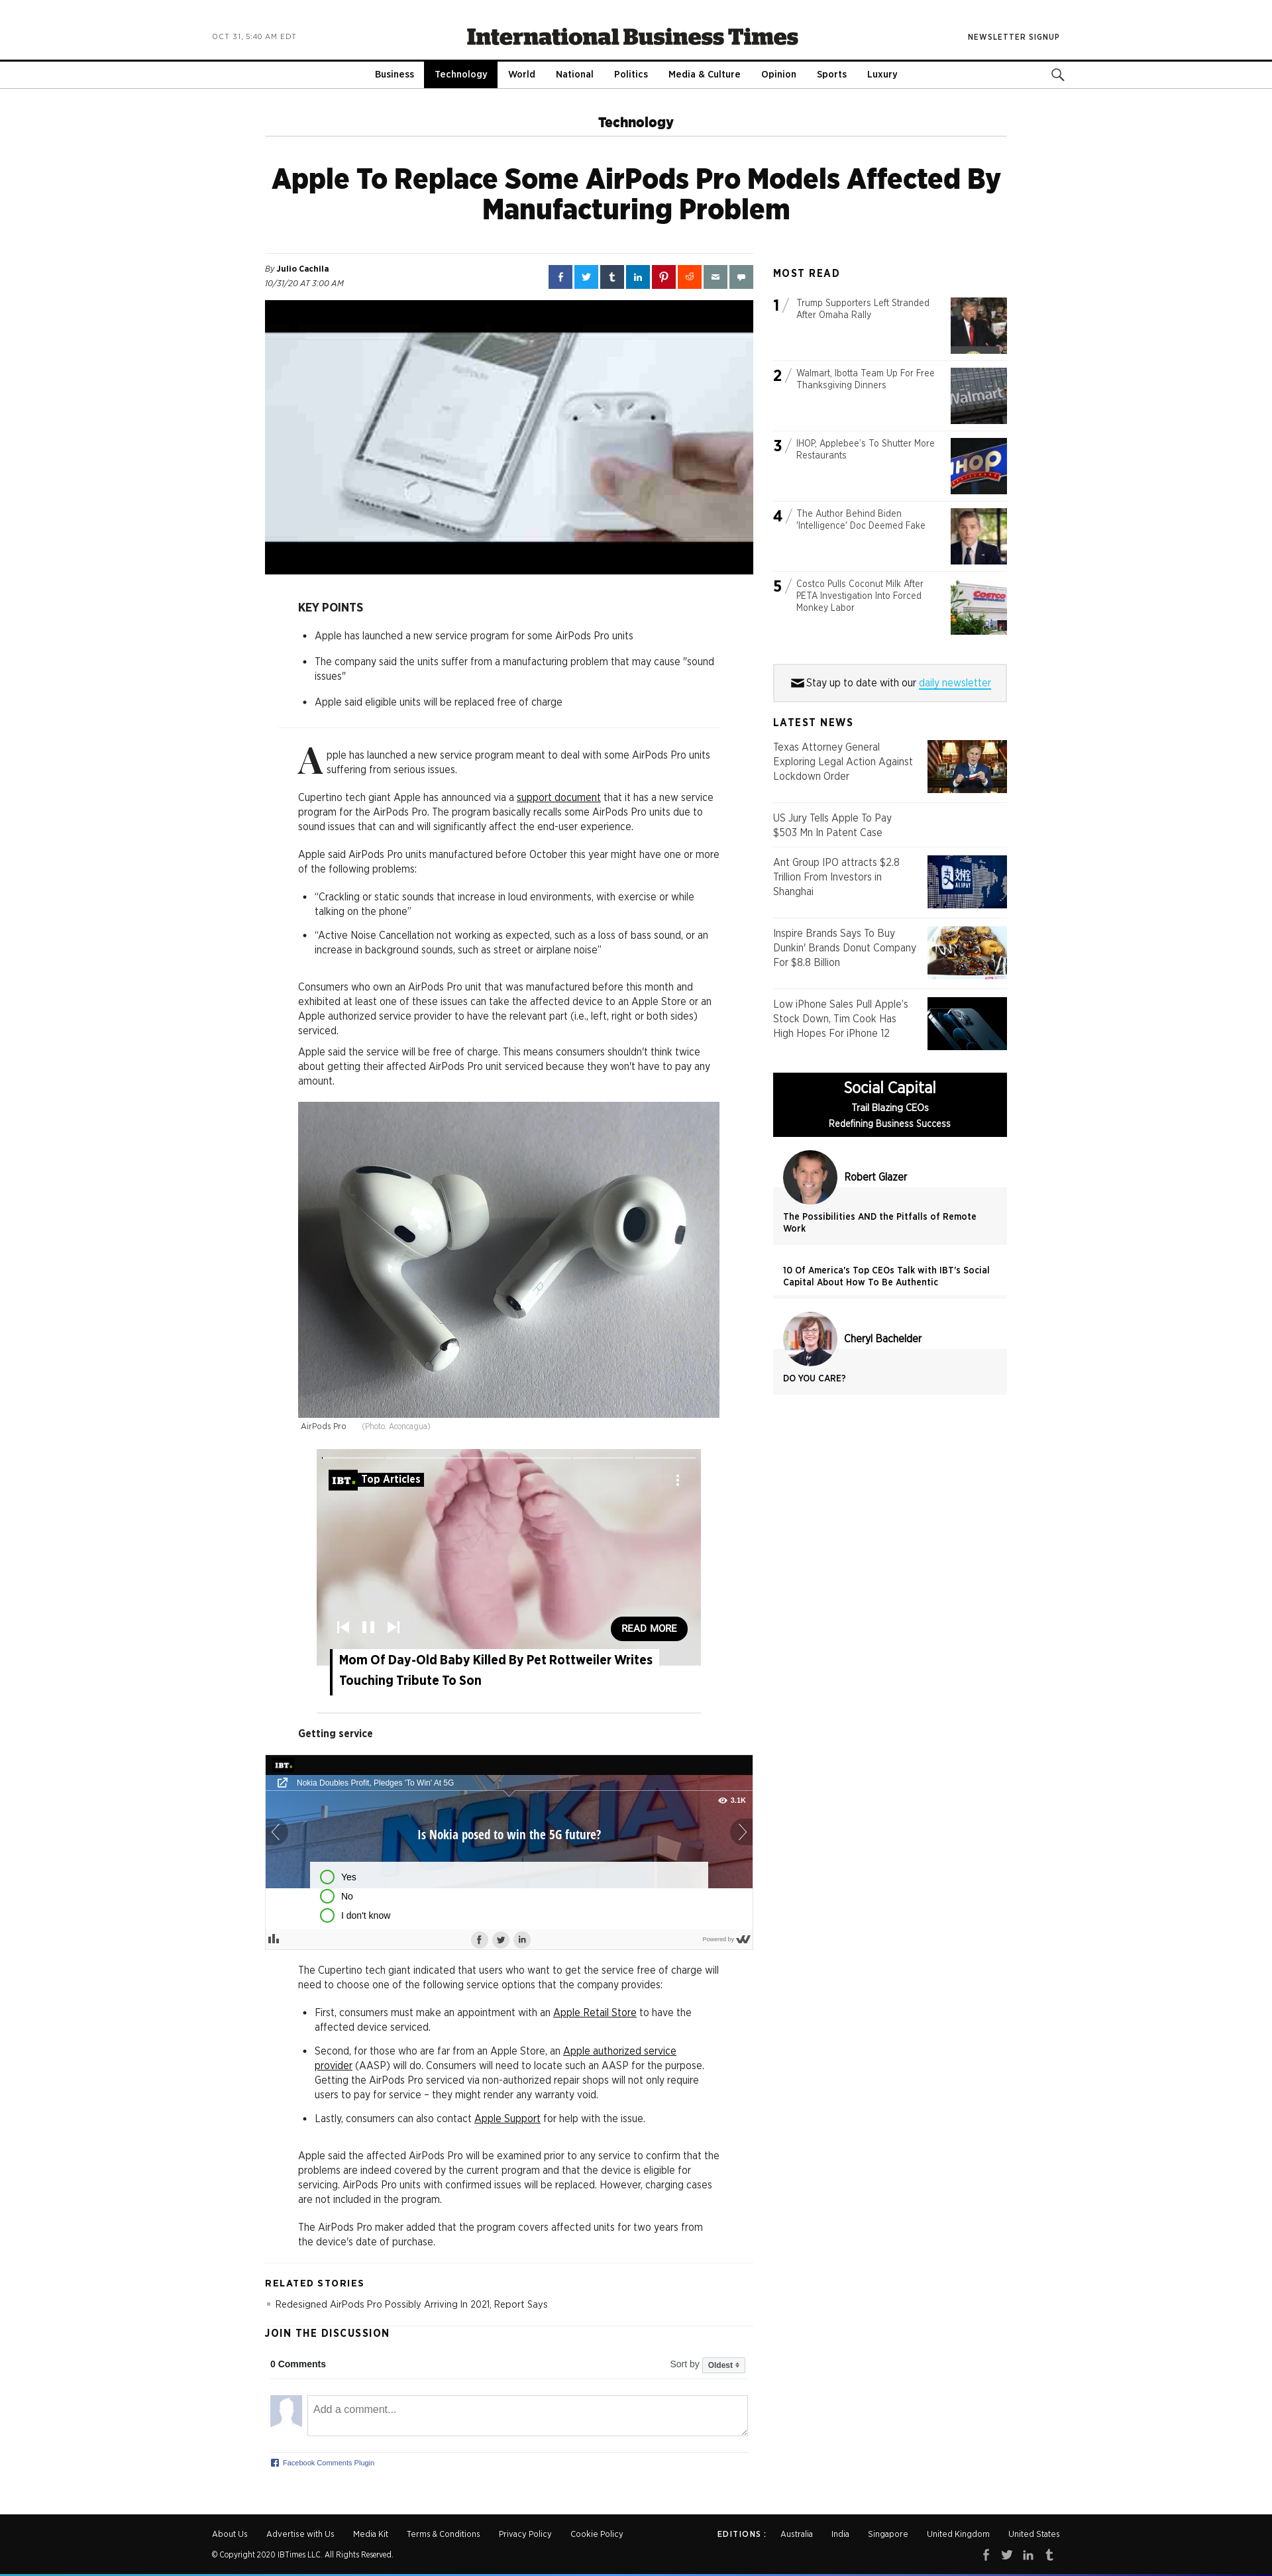 OCT 31, 5:40 AM EDT
International Business Times
NEWSLETTER SIGNUP
Business Technology World National Politics Media & Culture Opinion Sports Luxury
Technology
Apple To Replace Some AirPods Pro Models Affected By
Manufacturing Problem
By Julio Cachila
10/31/20 AT 3:00 AM
KEY POINTS
• Apple has launched a new service program for some AirPods Pro units
• The company said the units suffer from a manufacturing problem that may cause "sound
issues"
• Apple said eligible units will be replaced free of charge
Apple has launched a new service program meant to deal with some AirPods Pro units
suffering from serious issues.
Cupertino tech giant Apple has announced via a support document that it has a new service
program for the AirPods Pro. The program basically recalls some AirPods Pro units due to
sound issues that can and will significantly affect the end-user experience.
Apple said AirPods Pro units manufactured before October this year might have one or more
of the following problems:
• “Crackling or static sounds that increase in loud environments, with exercise or while
talking on the phone”
• “Active Noise Cancellation not working as expected, such as a loss of bass sound, or an
increase in background sounds, such as street or airplane noise”
Consumers who own an AirPods Pro unit that was manufactured before this month and
exhibited at least one of these issues can take the affected device to an Apple Store or an
Apple authorized service provider to have the relevant part (i.e., left, right or both sides)
serviced.
Apple said the service will be free of charge. This means consumers shouldn't think twice
about getting their affected AirPods Pro unit serviced because they won't have to pay any
amount.
AirPods Pro (Photo: Aconcagua)
IBT. Top Articles
READ MORE
Mom Of Day-Old Baby Killed By Pet Rottweiler Writes
Touching Tribute To Son
Getting service
IBT.
Nokia Doubles Profit, Pledges 'To Win' At 5G
3.1K
NOKIA
Is Nokia posed to win the 5G future?
Yes
No
I don't know
Powered by
The Cupertino tech giant indicated that users who want to get the service free of charge will
need to choose one of the following service options that the company provides:
• First, consumers must make an appointment with an Apple Retail Store to have the
affected device serviced.
• Second, for those who are far from an Apple Store, an Apple authorized service
provider (AASP) will do. Consumers will need to locate such an AASP for the purpose.
Getting the AirPods Pro serviced via non-authorized repair shops will not only require
users to pay for service – they might render any warranty void.
• Lastly, consumers can also contact Apple Support for help with the issue.
Apple said the affected AirPods Pro will be examined prior to any service to confirm that the
problems are indeed covered by the current program and that the device is eligible for
servicing. AirPods Pro units with confirmed issues will be replaced. However, charging cases
are not included in the program.
The AirPods Pro maker added that the program covers affected units for two years from
the device's date of purchase.
RELATED STORIES
Redesigned AirPods Pro Possibly Arriving In 2021, Report Says
JOIN THE DISCUSSION
0 Comments
Sort by Oldest
Add a comment...
Facebook Comments Plugin
MOST READ
1 / Trump Supporters Left Stranded
After Omaha Rally
2 / Walmart, Ibotta Team Up For Free
Thanksgiving Dinners
Walmart
3 / IHOP, Applebee's To Shutter More
Restaurants
IHOP
4 / The Author Behind Biden
'Intelligence' Doc Deemed Fake
5 / Costco Pulls Coconut Milk After
PETA Investigation Into Forced
Monkey Labor
COSTCO
Stay up to date with our daily newsletter
LATEST NEWS
Texas Attorney General
Exploring Legal Action Against
Lockdown Order
US Jury Tells Apple To Pay
$503 Mn In Patent Case
Ant Group IPO attracts $2.8
Trillion From Investors in
Shanghai
支 支付宝
ALIPAY
Inspire Brands Says To Buy
Dunkin' Brands Donut Company
For $8.8 Billion
Low iPhone Sales Pull Apple's
Stock Down, Tim Cook Has
High Hopes For iPhone 12
Social Capital
Trail Blazing CEOs
Redefining Business Success
Robert Glazer
The Possibilities AND the Pitfalls of Remote
Work
10 Of America's Top CEOs Talk with IBT's Social
Capital About How To Be Authentic
Cheryl Bachelder
DO YOU CARE?
About Us Advertise with Us Media Kit Terms & Conditions Privacy Policy Cookie Policy
EDITIONS : Australia India Singapore United Kingdom United States
© Copyright 2020 IBTimes LLC. All Rights Reserved.